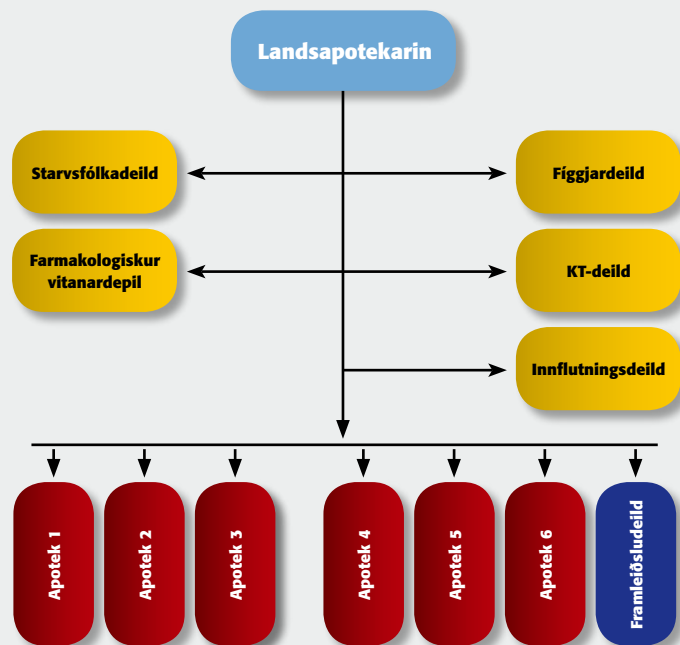 Landsapotekarin
Starvsfólkadeild
Fíggjardeild
Farmakologiskur
vitanardepil
KT-deild
Innflutningsdeild
Apotek 1
Apotek 2
Apotek 3
Apotek 4
Apotek 5
Apotek 6
Framleiðsludeild